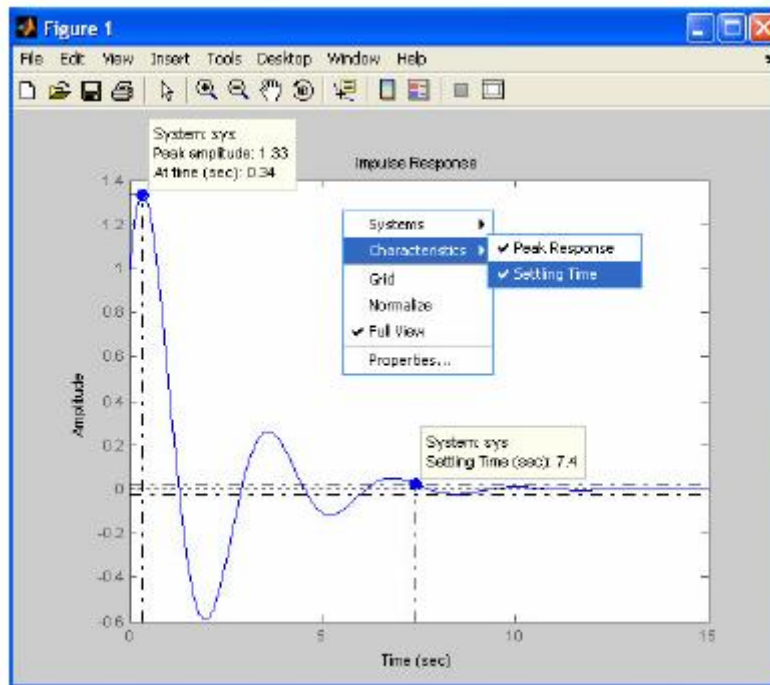 Figure 1
File Edit View Insert Tools Desktop Window Help
System: sys
Peak amplitude: 1.33
At time (sec): 0.34
Impulse Response
1.4
1.2
1
0.8
0.6
0.4
0.2
0
-0.2
-0.4
-0.6
Amplitude
Systems
Characteristics
Peak Response
Settling Time
Grid
Normalize
Full View
Properties...
System: sys
Settling Time (sec): 7.4
0 5 10 15
Time (sec)